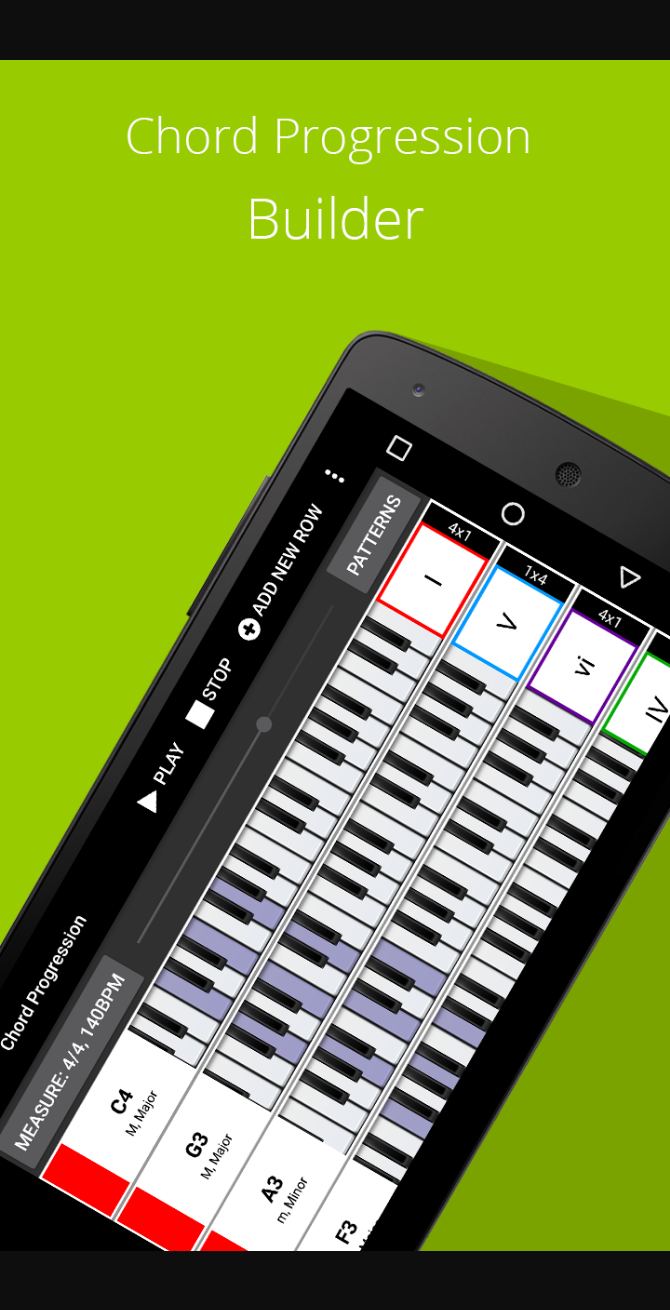 Chord Progression
Builder
Chord Progression
PLAY
STOP
ADD NEW ROW
MEASURE: 4/4, 140BPM
PATTERNS
C4
M, Major
4x1
I
G3
M, Major
1x4
V
A3
m, Minor
4x1
vi
F3
IV